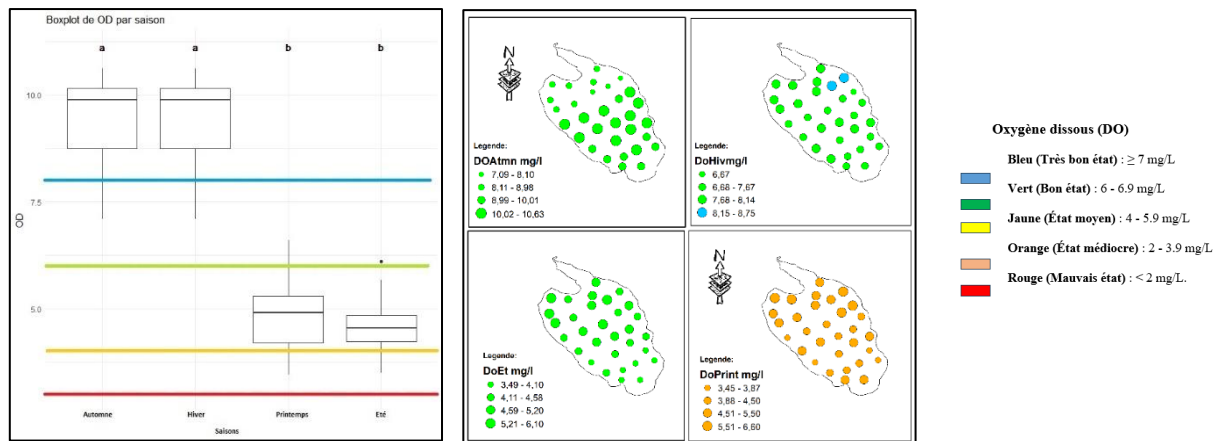 Boxplot de OD par saison
a
a
b
b
10.0
7.5
5.0
OD
Automne
Hiver
Printemps
Eté
Saisons
N
Legende:
DOAtmn mg/l
7,09 - 8,10
8,11 - 8,98
8,99 - 10,01
10,02 - 10,63
Legende:
DoHivmg/l
6,67
6,68 - 7,67
7,68 - 8,14
8,15 - 8,75
Legende:
DoEt mg/l
3,49 - 4,10
4,11 - 4,58
4,59 - 5,20
5,21 - 6,10
N
Legende:
DoPrint mg/l
3,45 - 3,87
3,88 - 4,50
4,51 - 5,50
5,51 - 6,60
Oxygène dissous (DO)
Bleu (Très bon état) : ≥ 7 mg/L
Vert (Bon état) : 6 - 6.9 mg/L
Jaune (État moyen) : 4 - 5.9 mg/L
Orange (État médiocre) : 2 - 3.9 mg/L
Rouge (Mauvais état) : < 2 mg/L.